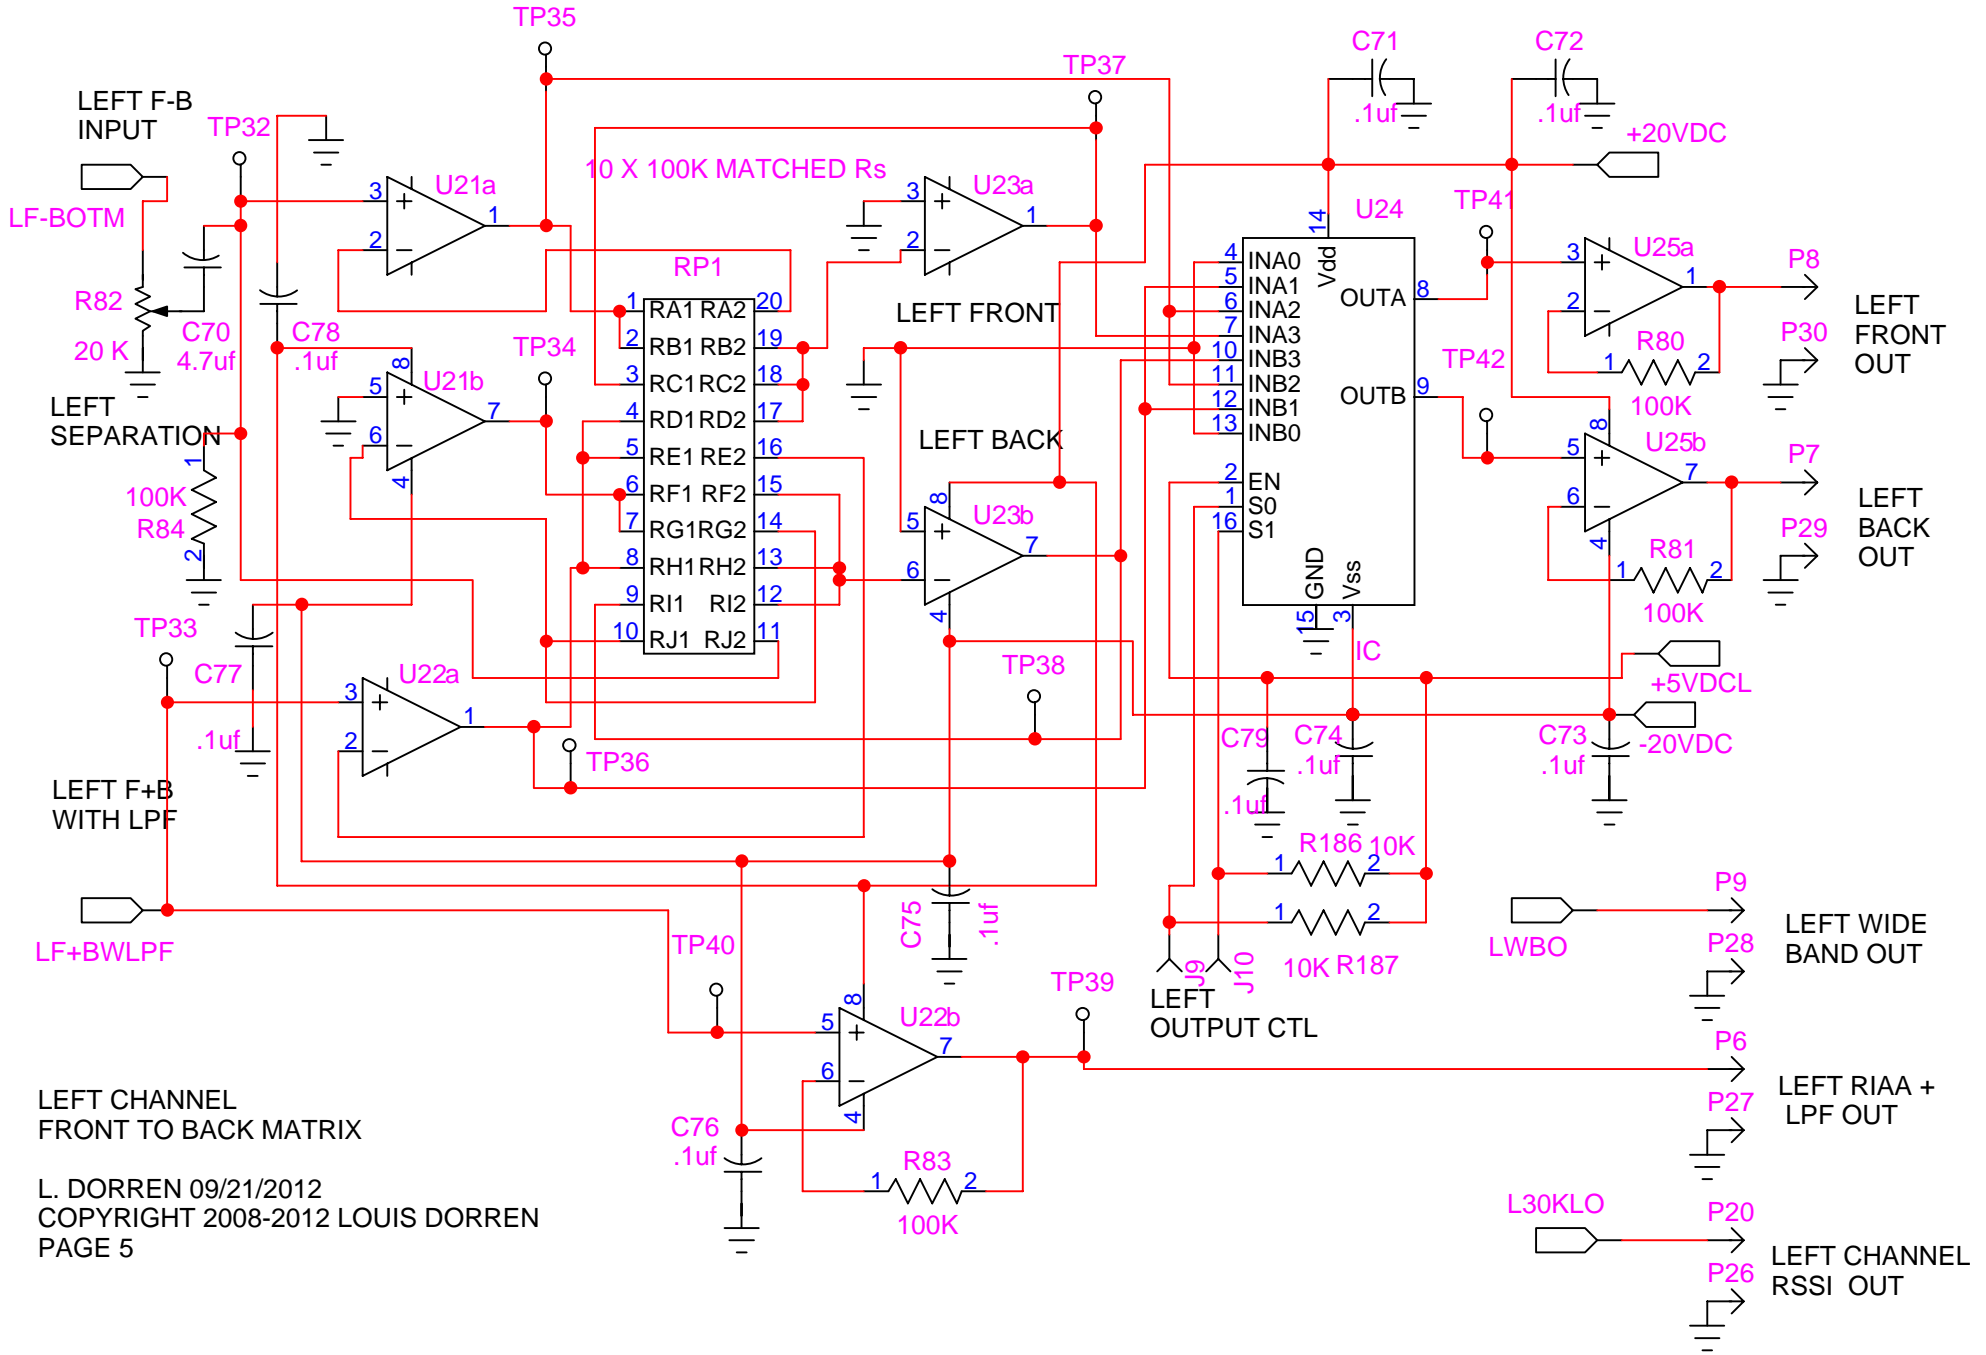 TP35
C71
C72
TP37
LEFT F-B
INPUT
TP32
.1uf
.1uf
+20VDC
10 X 100K MATCHED Rs
LF-BOTM
3
U21a
1
2
3
U23a
1
2
14
U24
TP41
3
U25a
1
2
P8
RP1
Vdd
4 INA0
5 INA1
6 INA2
7 INA3
10 INB3
11 INB2
12 INB1
13 INB0
2 EN
1 S0
16 S1
OUTA 8
OUTB 9
GND
15
Vss
3
IC
R82
20 K
C70
4.7uf
C78
.1uf
1 RA1 RA2 20
2 RB1 RB2 19
3 RC1 RC2 18
4 RD1 RD2 17
5 RE1 RE2 16
6 RF1 RF2 15
7 RG1 RG2 14
8 RH1 RH2 13
9 RI1 RI2 12
10 RJ1 RJ2 11
LEFT FRONT
LEFT
FRONT
OUT
P30
1 R80 2
100K
TP34
TP42
8
5
U21b
7
6
4
LEFT
SEPARATION
LEFT BACK
8
5
U25b
7
6
4
P7
LEFT
BACK
OUT
P29
1
100K
R84
2
8
5
U23b
7
6
4
1 R81 2
100K
TP33
C77
.1uf
3
U22a
1
2
TP38
TP36
+5VDCL
-20VDC
C79
.1uf
C74
.1uf
C73
.1uf
LEFT F+B
WITH LPF
1 R186 2 10K
1 2
10K R187
C75
.1uf
P9
LWBO
LEFT WIDE
BAND OUT
P28
LF+BWLPF
TP40
TP39
J9
J10
LEFT
OUTPUT CTL
8
5
U22b
7
6
4
P6
LEFT RIAA +
LPF OUT
P27
LEFT CHANNEL
FRONT TO BACK MATRIX
C76
.1uf
1 R83 2
100K
L. DORREN 09/21/2012
COPYRIGHT 2008-2012 LOUIS DORREN
PAGE 5
L30KLO
P20
LEFT CHANNEL
RSSI OUT
P26